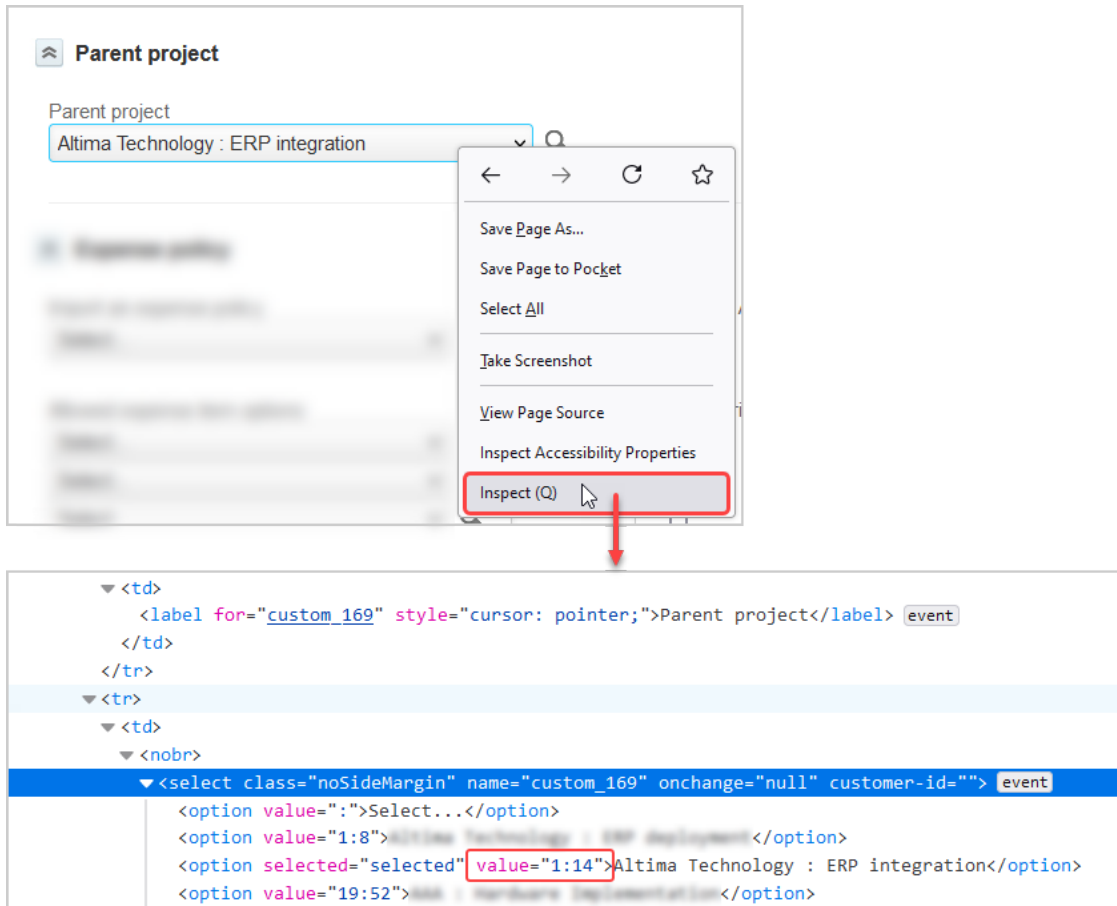 Parent project
Parent project
Altima Technology : ERP integration
Save Page As...
Save Page to Pocket
Select All
Take Screenshot
View Page Source
Inspect Accessibility Properties
Inspect (Q)
<td>
<label for="custom_169" style="cursor: pointer;">Parent project</label> event
</td>
</tr>
<tr>
<td>
<nobr>
<select class="noSideMargin" name="custom_169" onchange="null" customer-id=""> event
<option value=":">Select...</option>
<option value="1:8"></option>
<option selected="selected" value="1:14">Altima Technology : ERP integration</option>
<option value="19:52"></option>